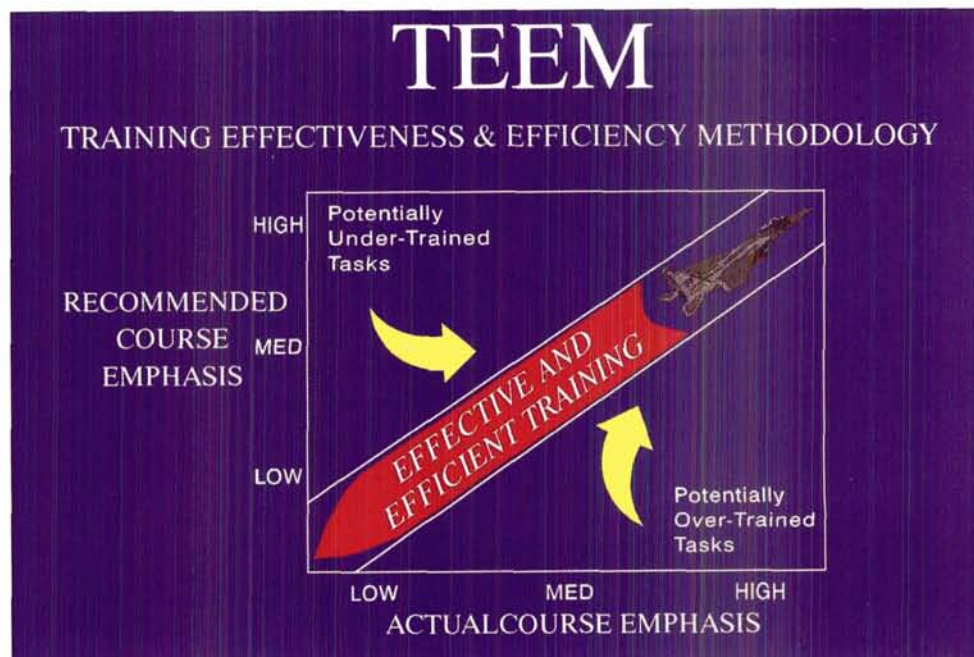 TEEM
TRAINING EFFECTIVENESS & EFFICIENCY METHODOLOGY
HIGH
Potentially
Under-Trained
Tasks
RECOMMENDED
COURSE
EMPHASIS
MED
EFFECTIVE AND
EFFICIENT TRAINING
LOW
Potentially
Over-Trained
Tasks
LOW MED HIGH
ACTUALCOURSE EMPHASIS